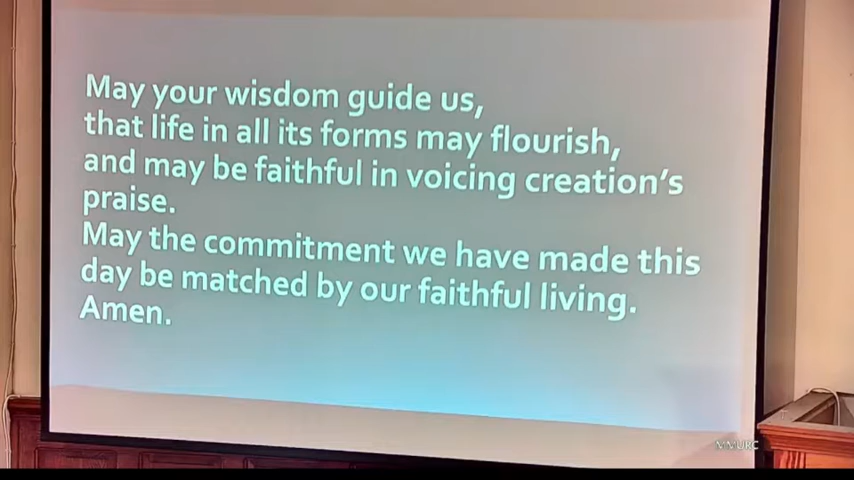 May your wisdom guide us,
that life in all its forms may flourish,
and may be faithful in voicing creation's
praise.
May the commitment we have made this
day be matched by our faithful living.
Amen.
MMURC